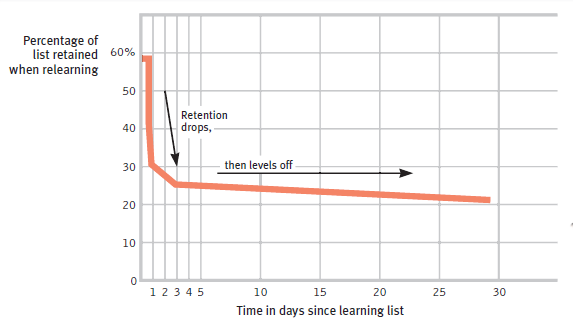 Percentage of
list retained
when relearning
60%
50
40
30
20
10
0
Retention
drops,
then levels off
1 2 3 4 5 10 15 20 25 30
Time in days since learning list